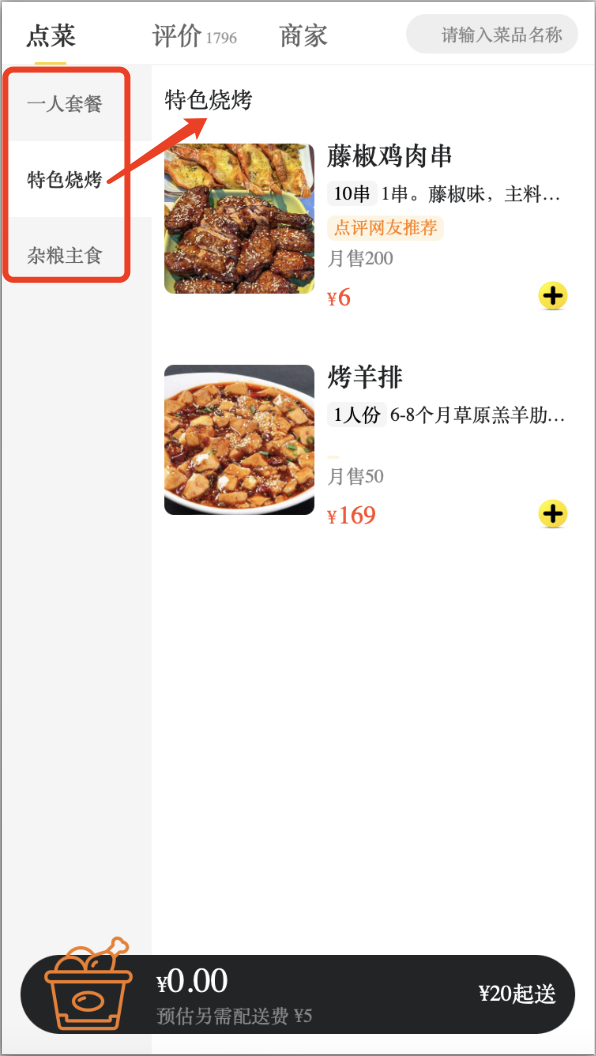 点菜 评价 1796 商家 请输入菜品名称
一人套餐
特色烧烤
杂粮主食
特色烧烤
藤椒鸡肉串
10串 1串。藤椒味，主料…
点评网友推荐
月售200
¥6
烤羊排
1人份 6-8个月草原羔羊肋…
月售50
¥169
¥0.00
预估另需配送费 ¥5
¥20起送